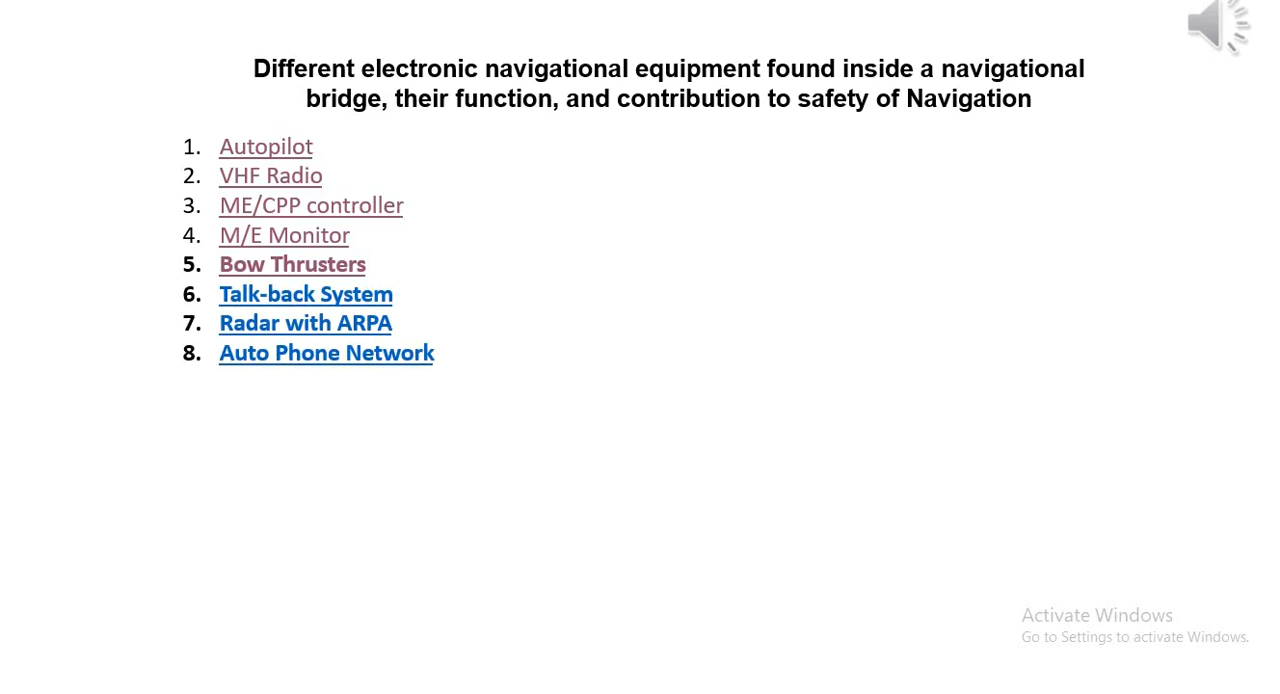 Different electronic navigational equipment found inside a navigational
bridge, their function, and contribution to safety of Navigation
1. Autopilot
2. VHF Radio
3. ME/CPP controller
4. M/E Monitor
5. Bow Thrusters
6. Talk-back System
7. Radar with ARPA
8. Auto Phone Network
Activate Windows
Go to Settings to activate Windows.